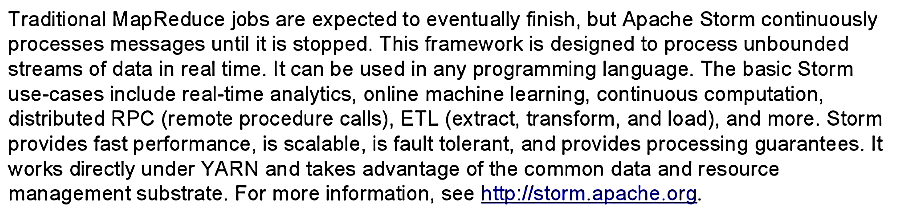 Traditional MapReduce jobs are expected to eventually finish, but Apache Storm continuously
processes messages until it is stopped. This framework is designed to process unbounded
streams of data in real time. It can be used in any programming language. The basic Storm
use-cases include real-time analytics, online machine learning, continuous computation,
distributed RPC (remote procedure calls), ETL (extract, transform, and load), and more. Storm
provides fast performance, is scalable, is fault tolerant, and provides processing guarantees. It
works directly under YARN and takes advantage of the common data and resource
management substrate. For more information, see http://storm.apache.org.